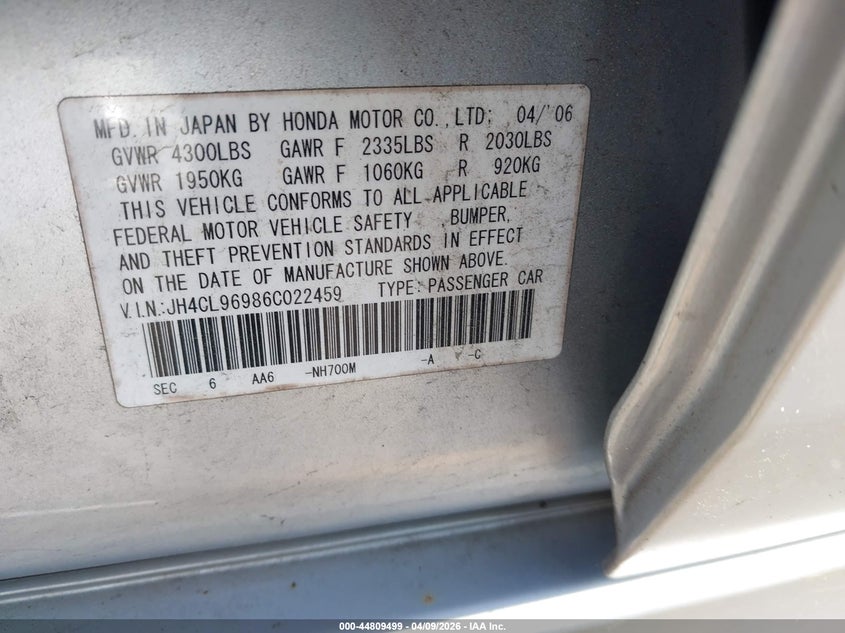 MFD. IN JAPAN BY HONDA MOTOR CO.,LTD; 04/'06
GVWR 4300LBS GAWR F 2335LBS R 2030LBS
GVWR 1950KG GAWR F 1060KG R 920KG
THIS VEHICLE CONFORMS TO ALL APPLICABLE
FEDERAL MOTOR VEHICLE SAFETY ,BUMPER,
AND THEFT PREVENTION STANDARDS IN EFFECT
ON THE DATE OF MANUFACTURE SHOWN ABOVE.
V.I.N.:JH4CL96986C022459 TYPE: PASSENGER CAR
SEC 6 AA6 -NH700M -A -C
000-44809499 | 04/09/2026 | IAA Inc.